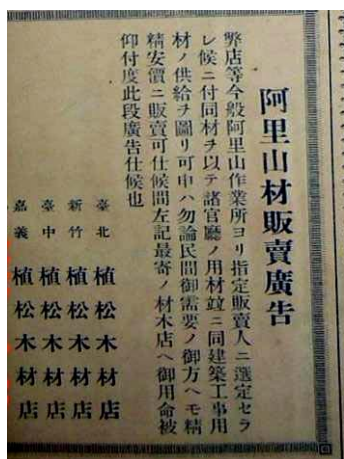 阿里山材販賣廣告
弊店等今般阿里山作業所ヨリ指定販賣人ニ選定セラ
レ候ニ付同材ヲ以テ諸官廳ノ用材竝ニ同建築工事用
材ノ供給ヲ圖リ可申ハ勿論民間御需要ノ御方ヘモ精
精安價ニ販賣可仕候間左記最寄ノ材木店ヘ御用命被
仰付度此段廣告仕候也
臺北 植松木材店
新竹 植松木材店
臺中 植松木材店
嘉義 植松木材店